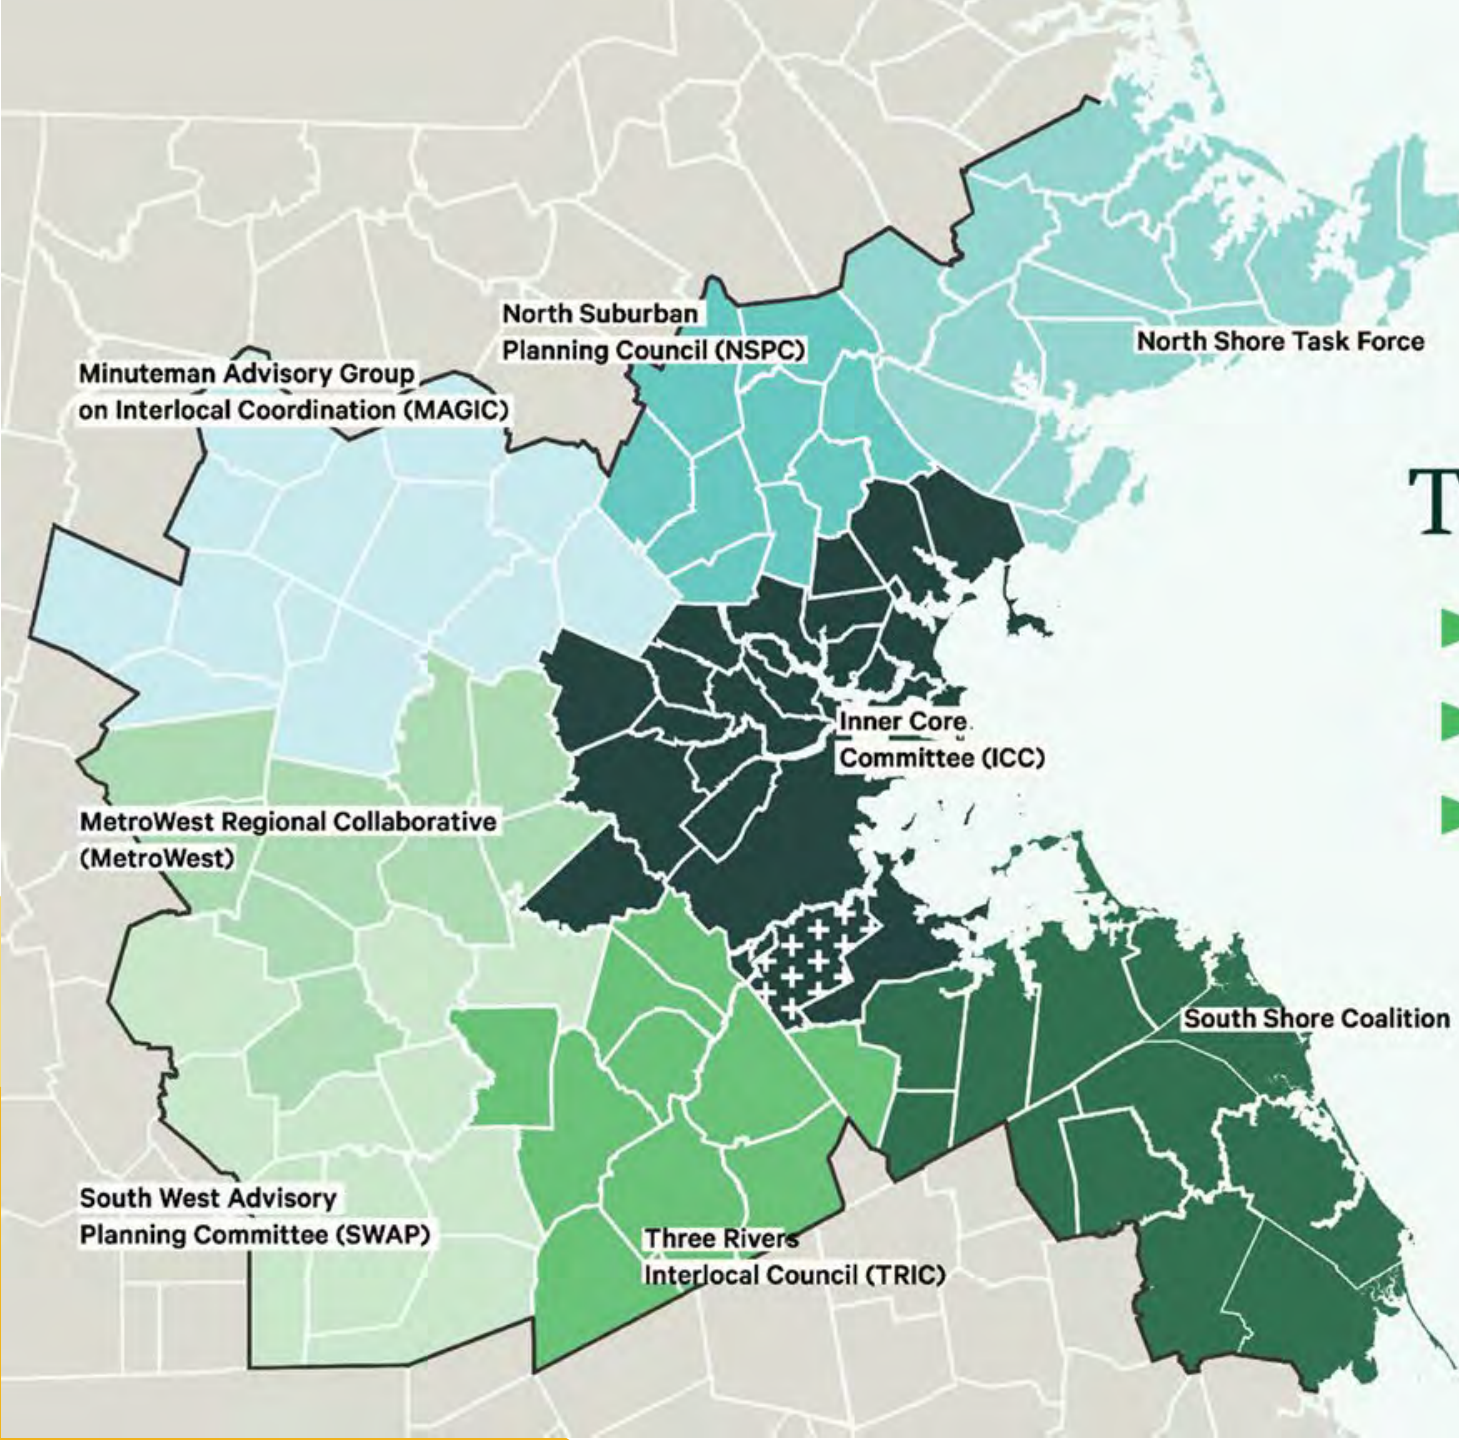 North Suburban
Planning Council (NSPC)
North Shore Task Force
Minuteman Advisory Group
on Interlocal Coordination (MAGIC)
T
Inner Core
Committee (ICC)
MetroWest Regional Collaborative
(MetroWest)
South Shore Coalition
South West Advisory
Planning Committee (SWAP)
Three Rivers
Interlocal Council (TRIC)